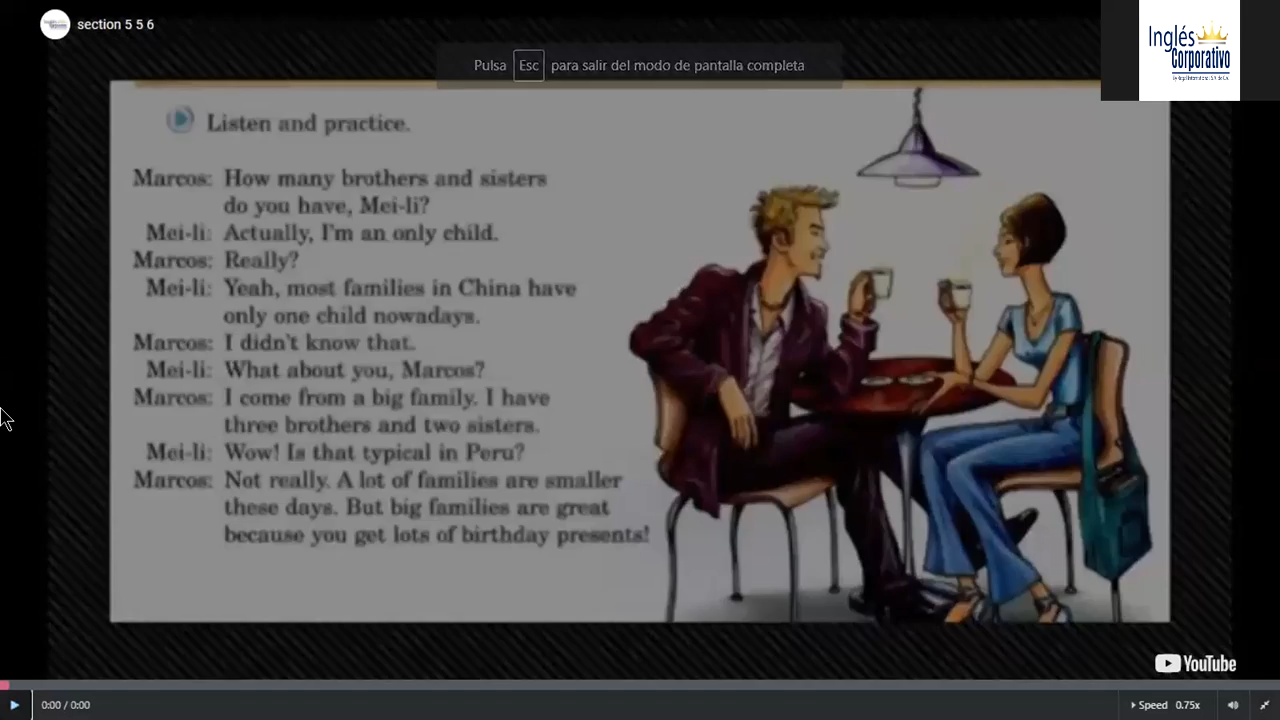 section 5 5 6
Pulsa Esc para salir del modo de pantalla completa
Inglés
Corporativo
Listen and practice.
Marcos: How many brothers and sisters
do you have, Mei-li?
Mei-li: Actually, I'm an only child.
Marcos: Really?
Mei-li: Yeah, most families in China have
only one child nowadays.
Marcos: I didn't know that.
Mei-li: What about you, Marcos?
Marcos: I come from a big family. I have
three brothers and two sisters.
Mei-li: Wow! Is that typical in Peru?
Marcos: Not really. A lot of families are smaller
these days. But big families are great
because you get lots of birthday presents!
YouTube
0:00 / 0:00
Speed 0.75x